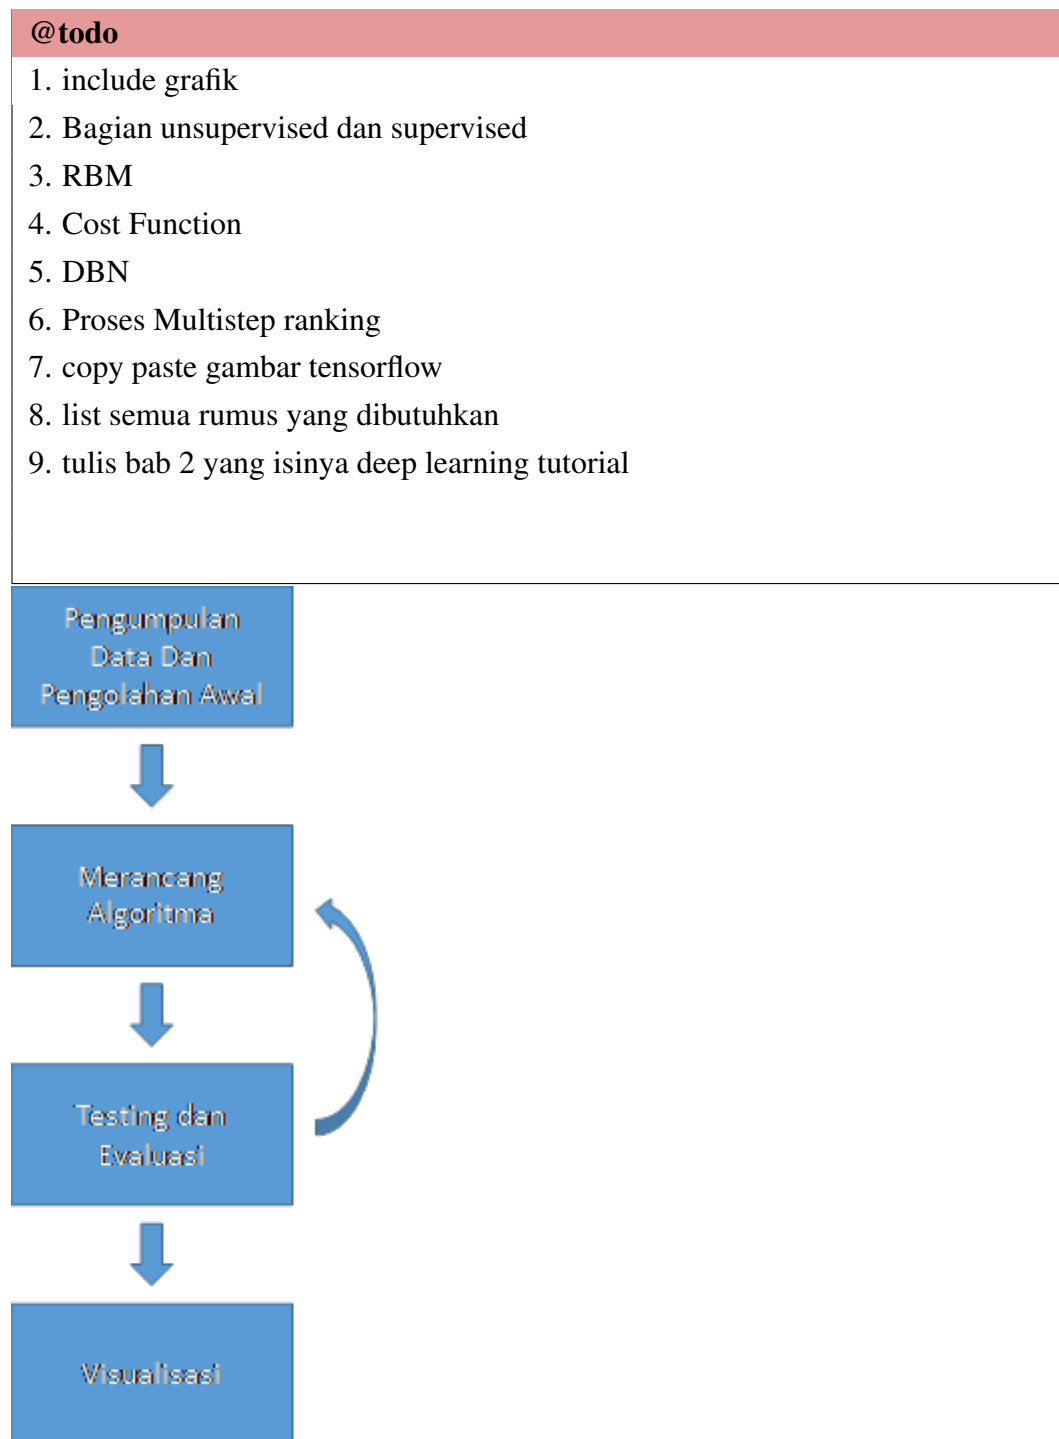 @todo
1. include grafik
2. Bagian unsupervised dan supervised
3. RBM
4. Cost Function
5. DBN
6. Proses Multistep ranking
7. copy paste gambar tensorflow
8. list semua rumus yang dibutuhkan
9. tulis bab 2 yang isinya deep learning tutorial
Pengumpulan
Data Dan
Pengolahan Awal
Merancang
Algoritma
Testing dan
Evaluasi
Visualisasi